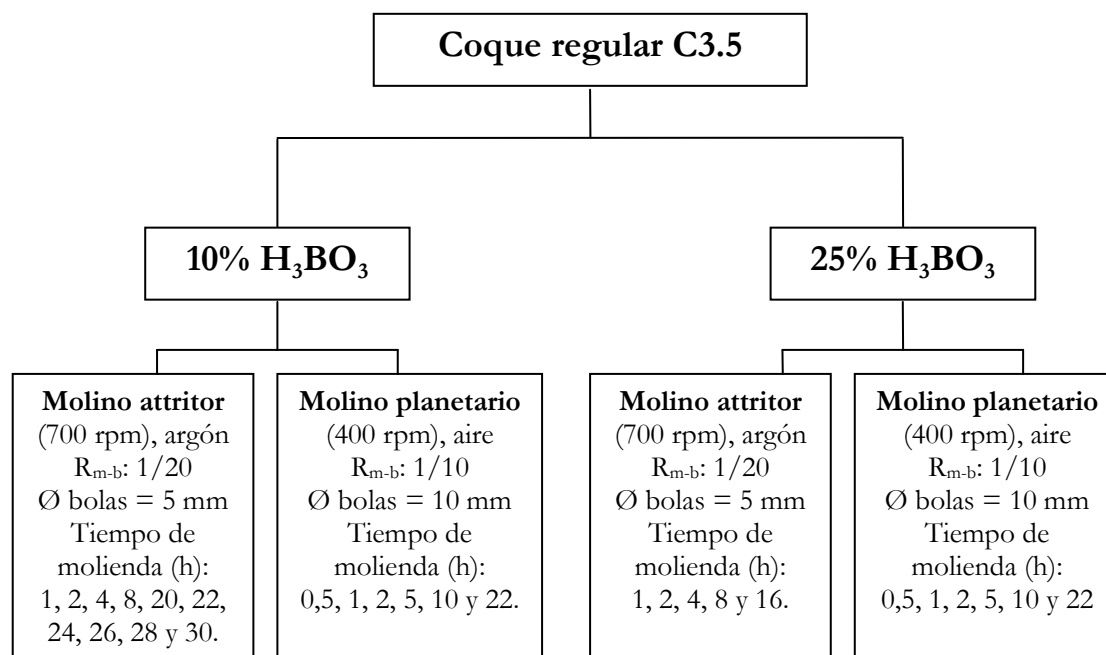 Coque regular C3.5
10% H₃BO₃
25% H₃BO₃
Molino attritor
(700 rpm), argón
Rₘ₋b: 1/20
Ø bolas = 5 mm
Tiempo de
molienda (h):
1, 2, 4, 8, 20, 22,
24, 26, 28 y 30.
Molino planetario
(400 rpm), aire
Rₘ₋b: 1/10
Ø bolas = 10 mm
Tiempo de
molienda (h):
0,5, 1, 2, 5, 10 y 22.
Molino attritor
(700 rpm), argón
Rₘ₋b: 1/20
Ø bolas = 5 mm
Tiempo de
molienda (h):
1, 2, 4, 8 y 16.
Molino planetario
(400 rpm), aire
Rₘ₋b: 1/10
Ø bolas = 10 mm
Tiempo de
molienda (h):
0,5, 1, 2, 5, 10 y 22